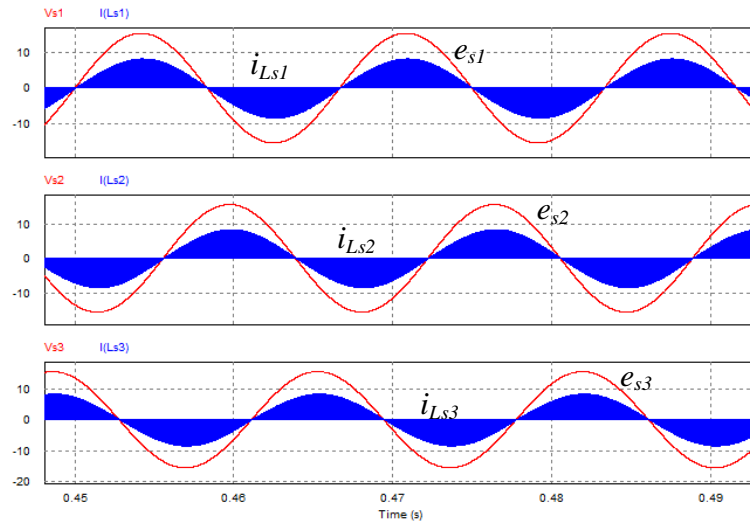 Vs1 I(Ls1)
10
0
-10
iLs1
es1
Vs2 I(Ls2)
10
0
-10
iLs2
es2
Vs3 I(Ls3)
10
0
-10
-20
iLs3
es3
0.45 0.46 0.47 0.48 0.49
Time (s)